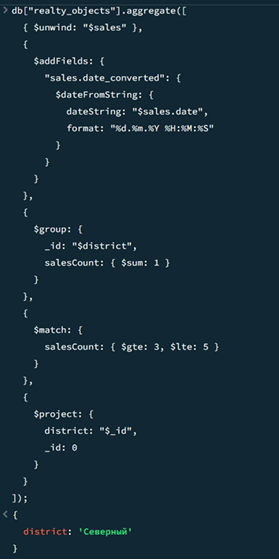 > db["realty_objects"].aggregate([
{ $unwind: "$sales" },
{
$addFields: {
"sales.date_converted": {
$dateFromString: {
dateString: "$sales.date",
format: "%d.%m.%Y %H:%M:%S"
}
}
}
},
{
$group: {
_id: "$district",
salesCount: { $sum: 1 }
}
},
{
$match: {
salesCount: { $gte: 3, $lte: 5 }
}
},
{
$project: {
district: "$_id",
_id: 0
}
}
]);
< {
district: 'Северный'
}